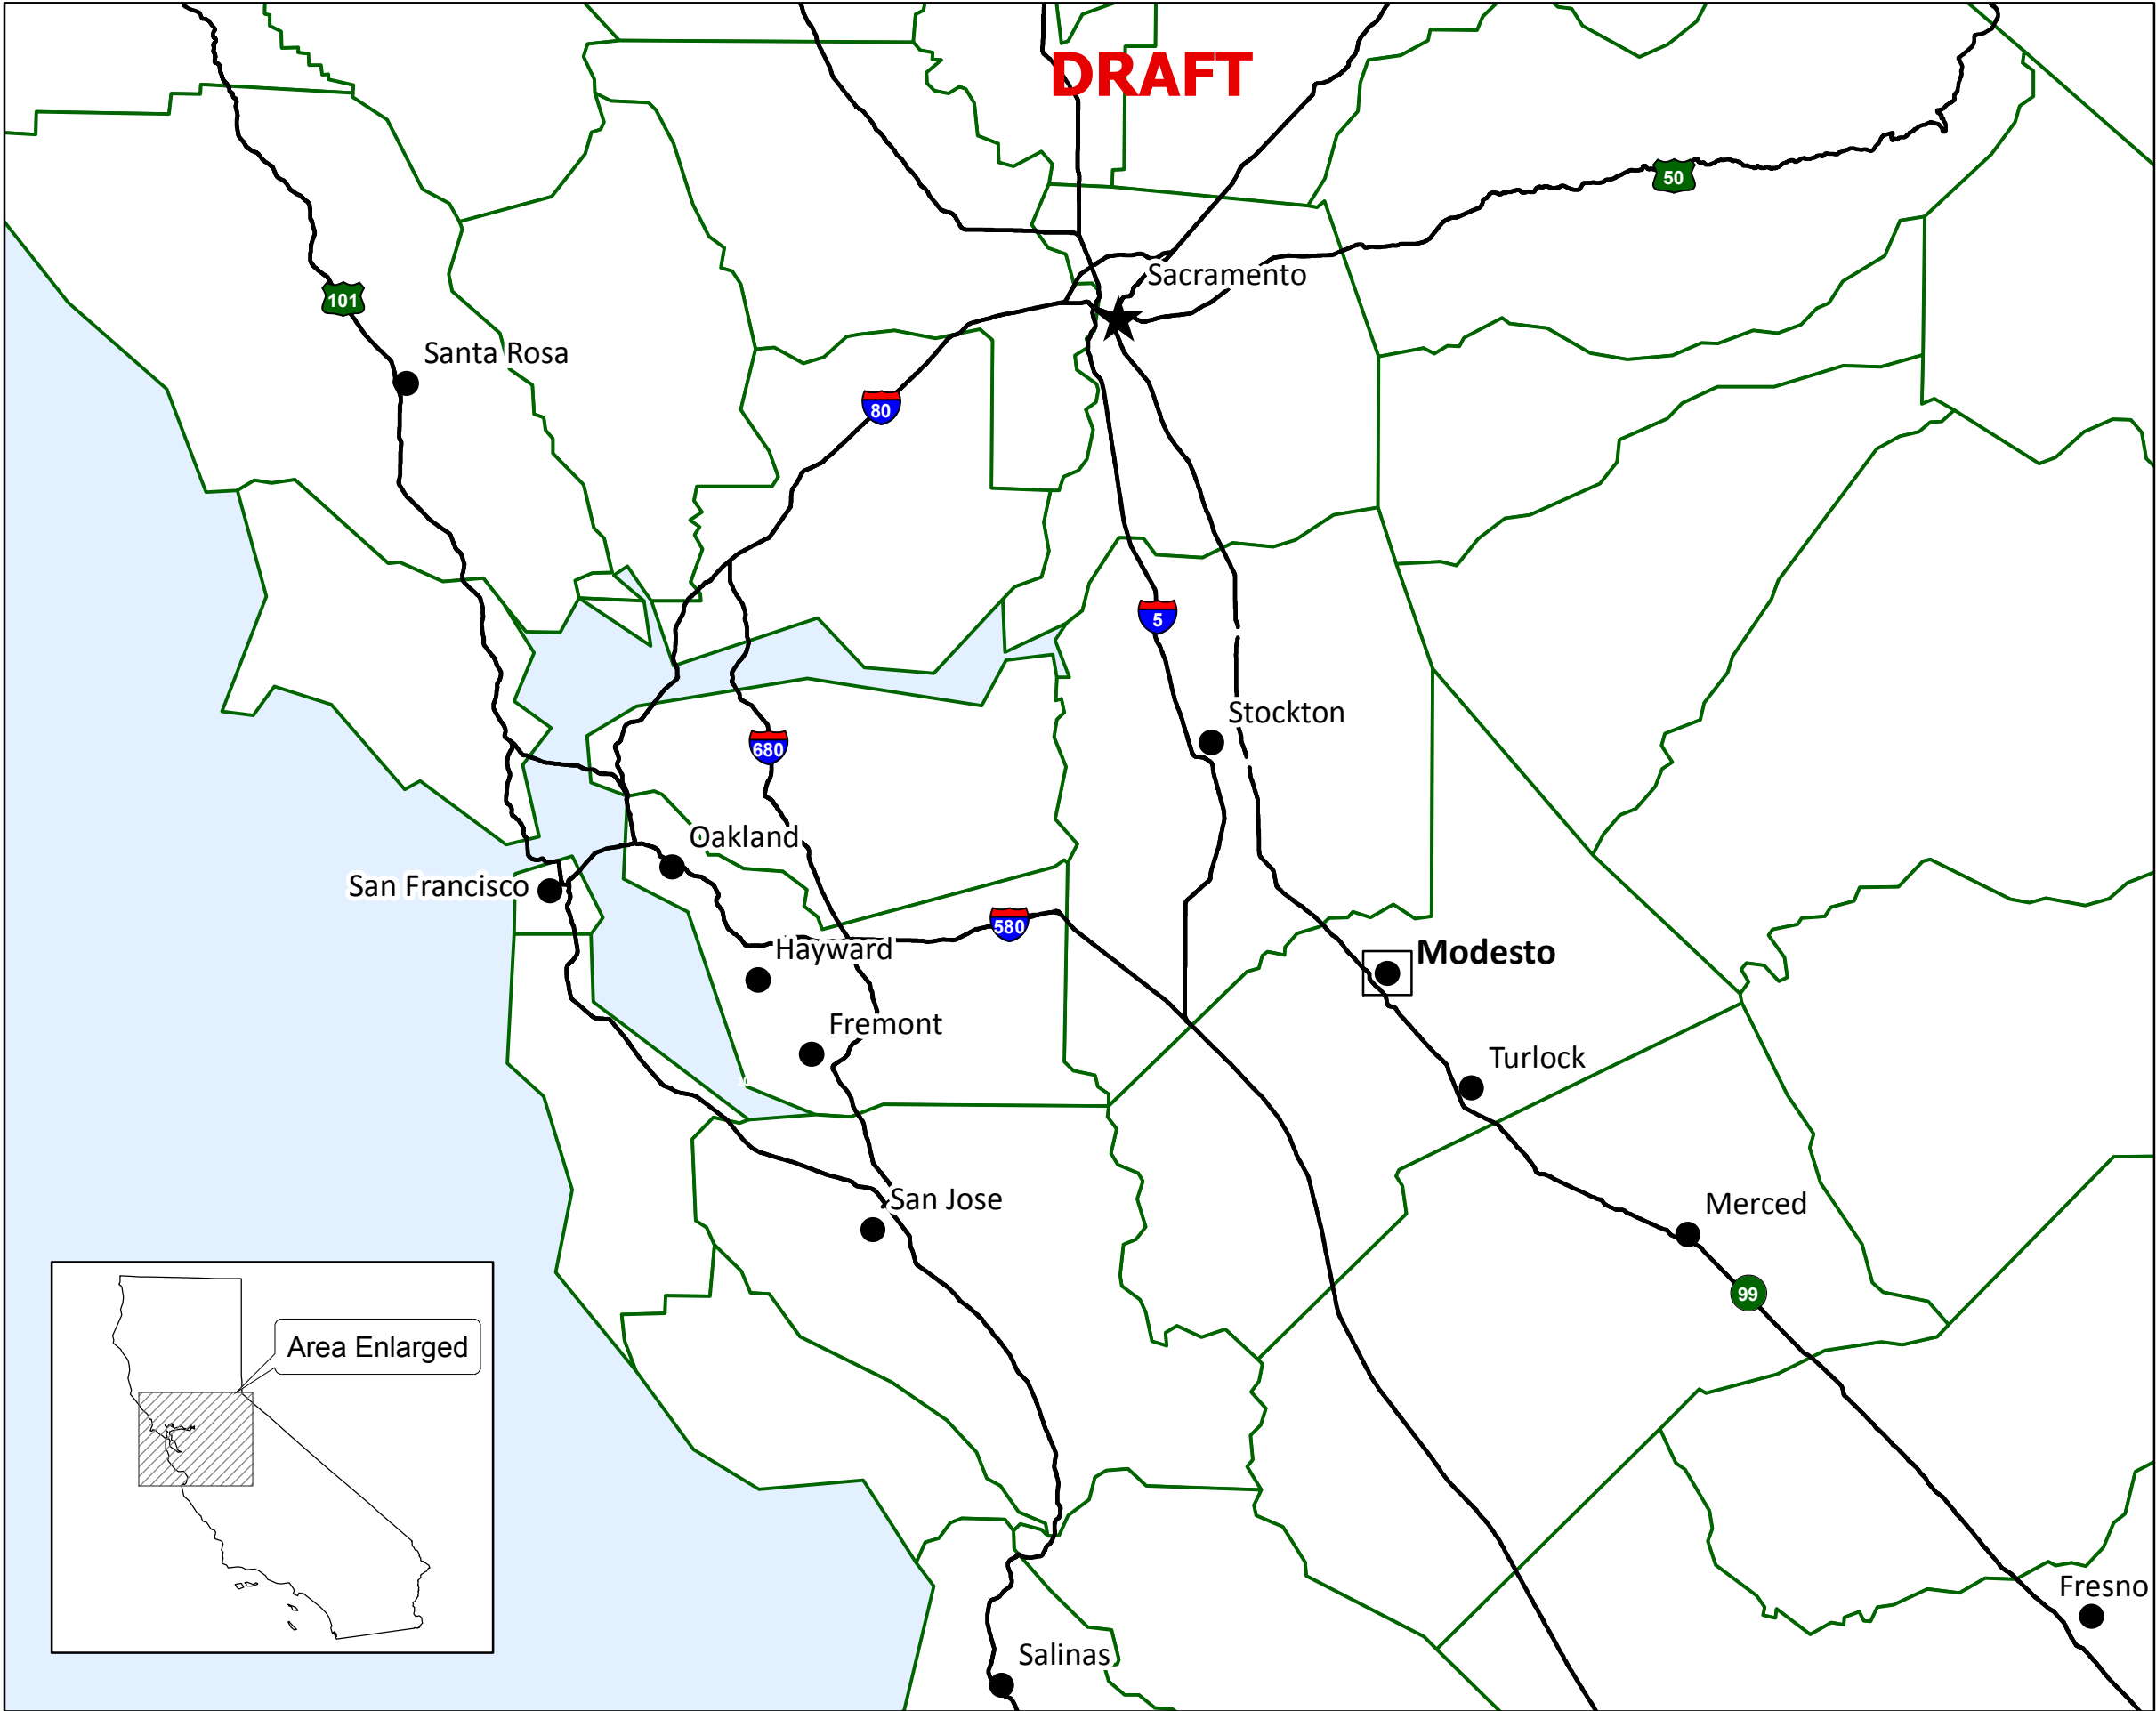 DRAFT
50
Sacramento
101
Santa Rosa
80
5
Stockton
680
Oakland
San Francisco
580
Hayward
Modesto
Fremont
Turlock
San Jose
Merced
99
Area Enlarged
Fresno
Salinas